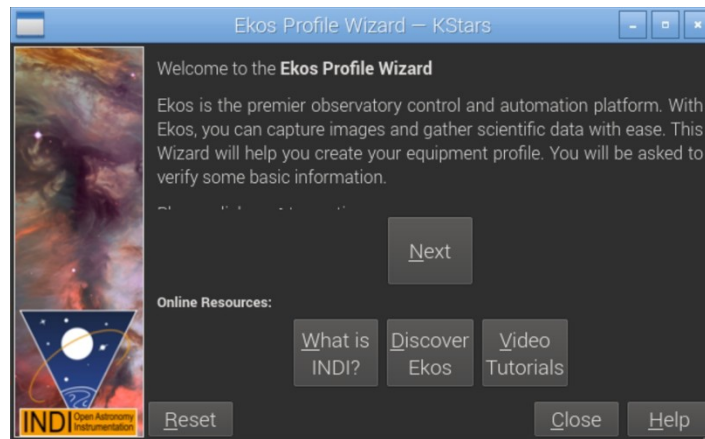 Ekos Profile Wizard — KStars
Welcome to the Ekos Profile Wizard
Ekos is the premier observatory control and automation platform. With
Ekos, you can capture images and gather scientific data with ease. This
Wizard will help you create your equipment profile. You will be asked to
verify some basic information.
Next
Online Resources:
What is
INDI?
Discover
Ekos
Video
Tutorials
INDI Open Astronomy
Instrumentation
Reset
Close
Help